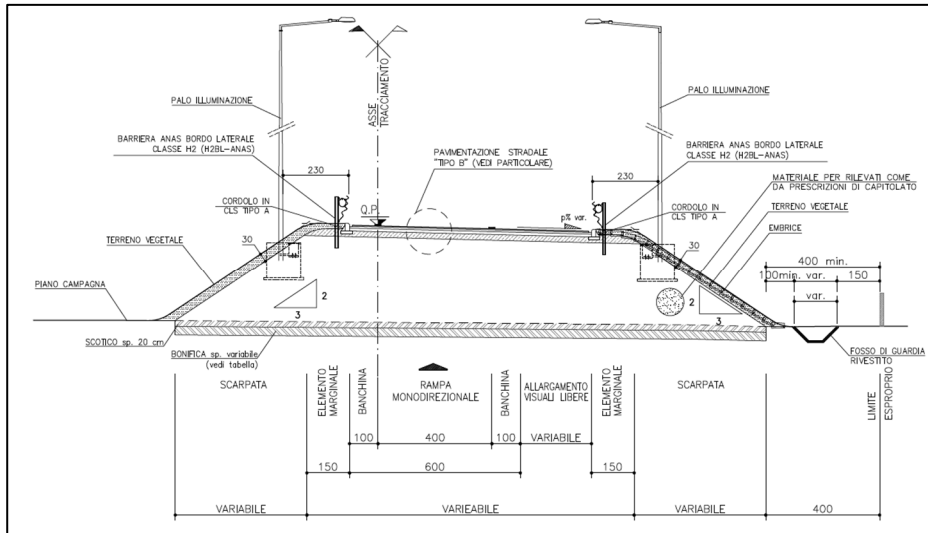 PALO ILLUMINAZIONE
BARRIERA ANAS BORDO LATERALE
CLASSE H2 (H2BL-ANAS)
230
CORDOLO IN
CLS TIPO A
TERRENO VEGETALE
30
PIANO CAMPAGNA
2
3
SCOTICO sp. 20 cm
BONIFICA sp. variabile
(vedi tabella)
ASSE
TRACCIAMENTO
Q.P.
PAVIMENTAZIONE STRADALE
"TIPO B" (VEDI PARTICOLARE)
p% var.
PALO ILLUMINAZIONE
BARRIERA ANAS BORDO LATERALE
CLASSE H2 (H2BL-ANAS)
230
MATERIALE PER RILEVATI COME
DA PRESCRIZIONI DI CAPITOLATO
CORDOLO IN
CLS TIPO A
TERRENO VEGETALE
EMBRICE
30
2
3
400 min.
100min. var.
150
var.
FOSSO DI GUARDIA
RIVESTITO
SCARPATA
ELEMENTO
MARGINALE
BANCHINA
RAMPA
MONODIREZIONALE
BANCHINA
ALLARGAMENTO
VISUALI LIBERE
ELEMENTO
MARGINALE
SCARPATA
LIMITE
ESPROPRIO
100
400
100
VARIABILE
150
600
150
VARIABILE
VARIEABILE
VARIABILE
400